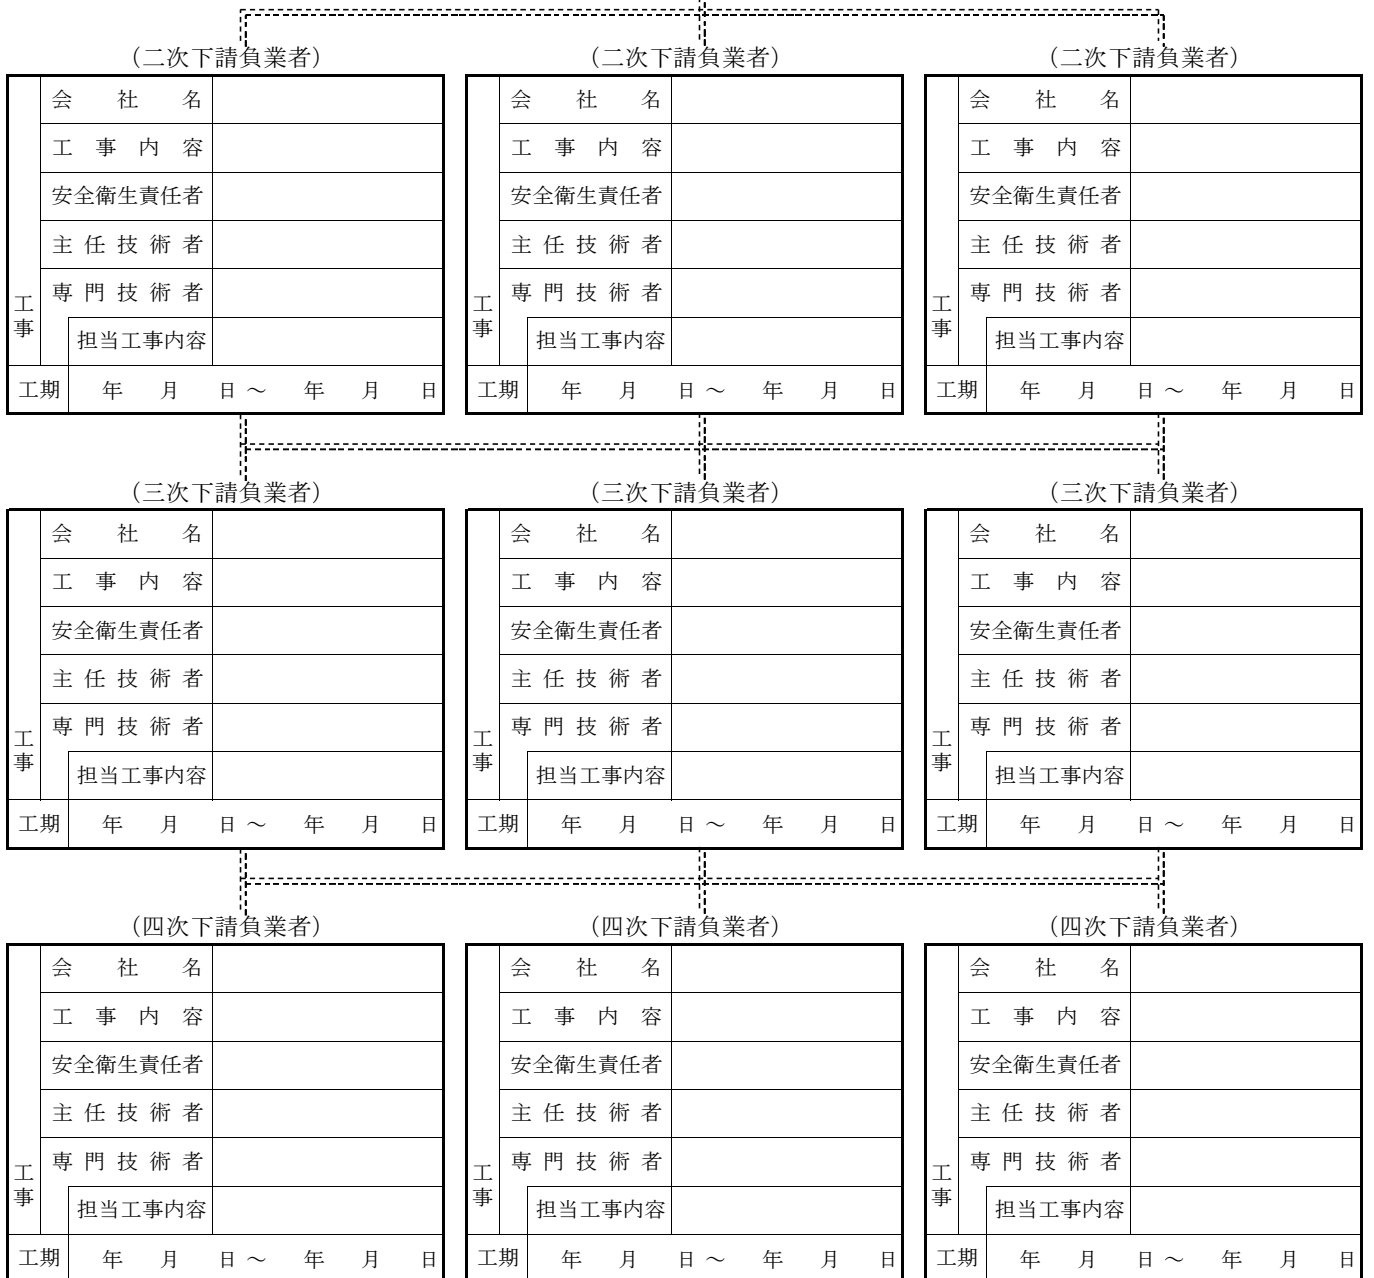 （二次下請負業者） （二次下請負業者） （二次下請負業者）
会 社 名 会 社 名 会 社 名
工 事 内 容 工 事 内 容 工 事 内 容
安全衛生責任者 安全衛生責任者 安全衛生責任者
主 任 技 術 者 主 任 技 術 者 主 任 技 術 者
工事 専 門 技 術 者 工事 専 門 技 術 者 工事 専 門 技 術 者
担当工事内容 担当工事内容 担当工事内容
工期 年 月 日 ～ 年 月 日 工期 年 月 日 ～ 年 月 日 工期 年 月 日 ～ 年 月 日
（三次下請負業者） （三次下請負業者） （三次下請負業者）
会 社 名 会 社 名 会 社 名
工 事 内 容 工 事 内 容 工 事 内 容
安全衛生責任者 安全衛生責任者 安全衛生責任者
主 任 技 術 者 主 任 技 術 者 主 任 技 術 者
工事 専 門 技 術 者 工事 専 門 技 術 者 工事 専 門 技 術 者
担当工事内容 担当工事内容 担当工事内容
工期 年 月 日 ～ 年 月 日 工期 年 月 日 ～ 年 月 日 工期 年 月 日 ～ 年 月 日
（四次下請負業者） （四次下請負業者） （四次下請負業者）
会 社 名 会 社 名 会 社 名
工 事 内 容 工 事 内 容 工 事 内 容
安全衛生責任者 安全衛生責任者 安全衛生責任者
主 任 技 術 者 主 任 技 術 者 主 任 技 術 者
工事 専 門 技 術 者 工事 専 門 技 術 者 工事 専 門 技 術 者
担当工事内容 担当工事内容 担当工事内容
工期 年 月 日 ～ 年 月 日 工期 年 月 日 ～ 年 月 日 工期 年 月 日 ～ 年 月 日